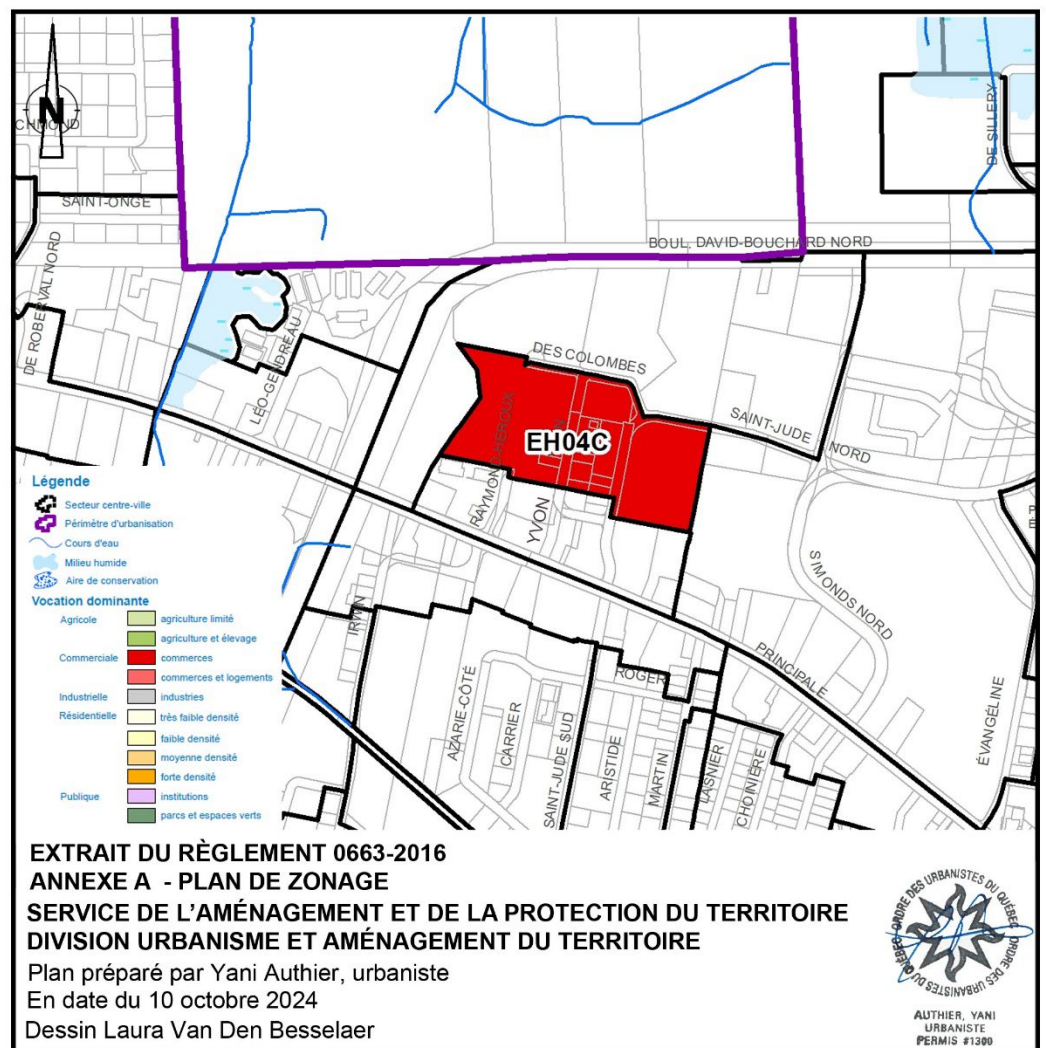 N
CHMOND
SAINT-ONGE
DE SILLERY
BOUL. DAVID-BOUCHARD NORD
DE ROBERVAL NORD
LÉO-GENDREAU
DES COLOMBES
SAINT-JUDE NORD
RAYMOND-HÉROUX
EH04C
YVON
SIMONDS NORD
IRWIN
PRINCIPALE
ROGER
AZARIE-CÔTÉ
CARRIER
SAINT-JUDE SUD
ARISTIDE
MARTIN
LASNIER
CHOINIÈRE
ÉVANGÉLINE
Légende
Secteur centre-ville
Périmètre d'urbanisation
Cours d'eau
Milieu humide
Aire de conservation
Vocation dominante
Agricole agriculture limité
agriculture et élevage
Commerciale commerces
commerces et logements
Industrielle industries
Résidentielle très faible densité
faible densité
moyenne densité
forte densité
Publique institutions
parcs et espaces verts
EXTRAIT DU RÈGLEMENT 0663-2016
ANNEXE A - PLAN DE ZONAGE
SERVICE DE L'AMÉNAGEMENT ET DE LA PROTECTION DU TERRITOIRE
DIVISION URBANISME ET AMÉNAGEMENT DU TERRITOIRE
Plan préparé par Yani Authier, urbaniste
En date du 10 octobre 2024
Dessin Laura Van Den Besselaer
ORDRE DES URBANISTES DU QUÉBEC
ORDRE DES URBANISTES DU QUÉBEC
AUTHIER, YANI
URBANISTE
PERMIS #1300